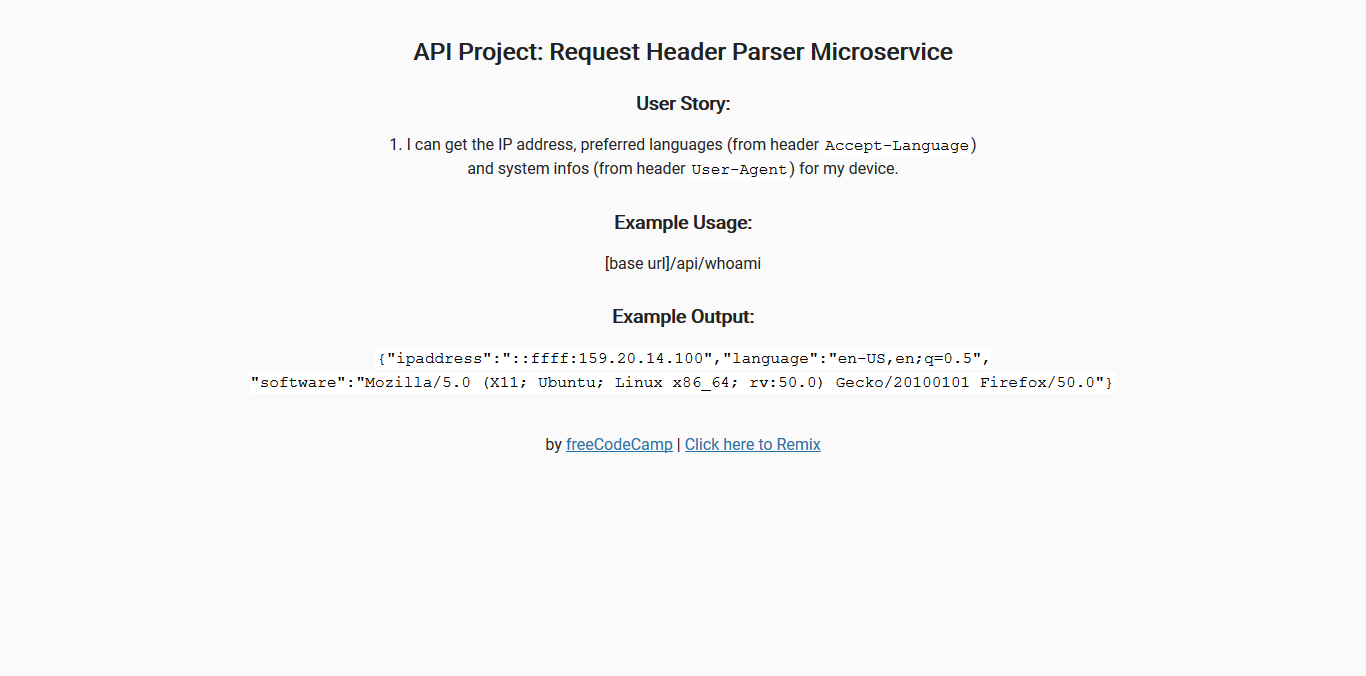 API Project: Request Header Parser Microservice
User Story:
1. I can get the IP address, preferred languages (from header Accept-Language)
and system infos (from header User-Agent) for my device.
Example Usage:
[base url]/api/whoami
Example Output:
{"ipaddress":"::ffff:159.20.14.100","language":"en-US,en;q=0.5",
"software":"Mozilla/5.0 (X11; Ubuntu; Linux x86_64; rv:50.0) Gecko/20100101 Firefox/50.0"}
by freeCodeCamp | Click here to Remix